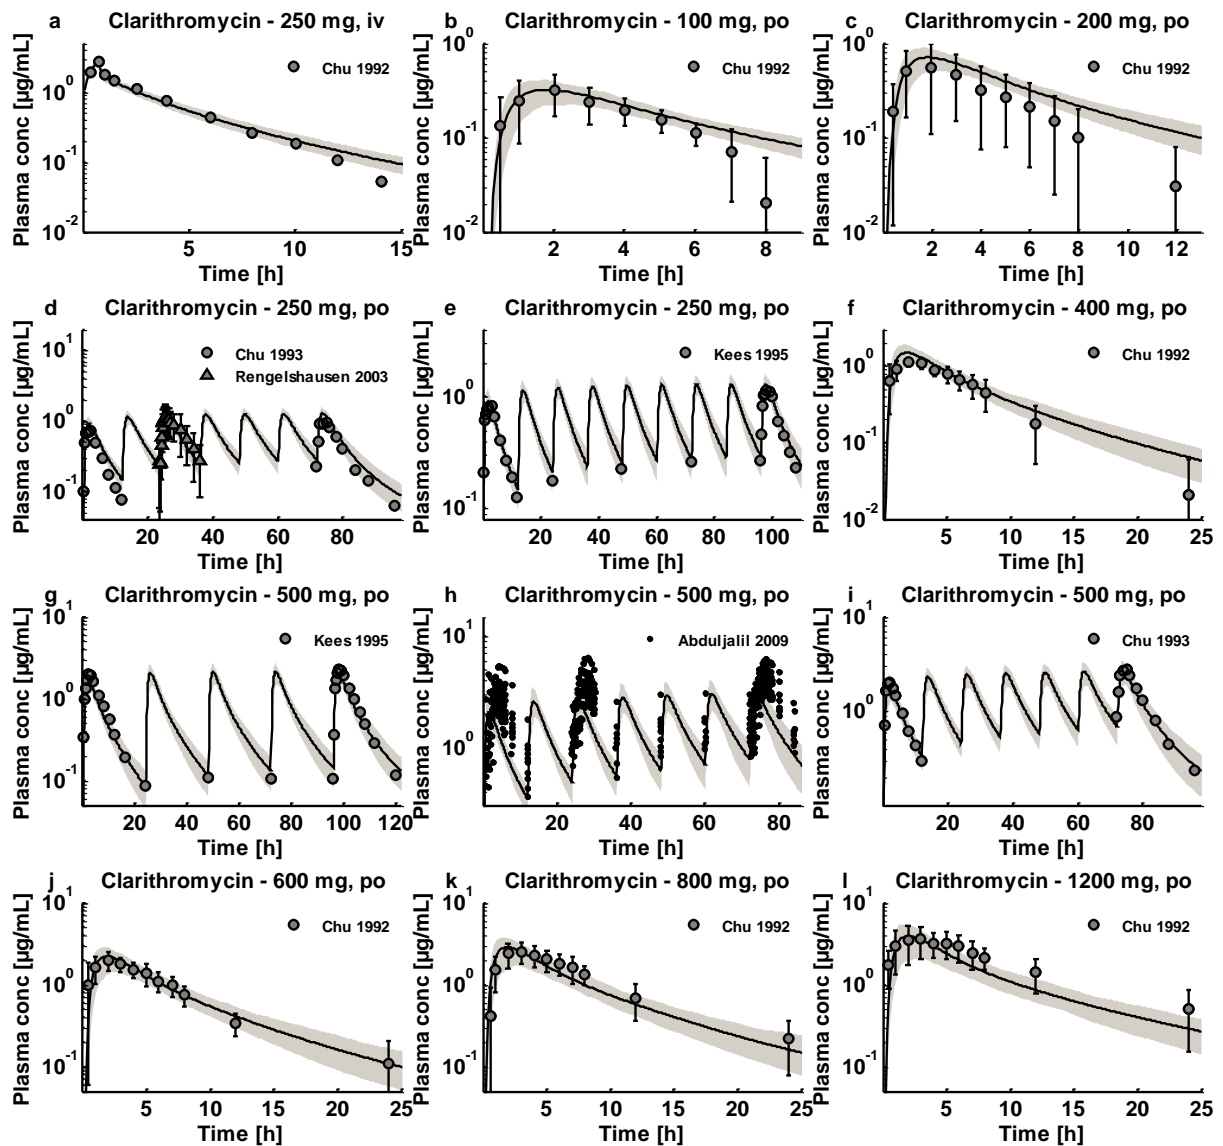 a Clarithromycin - 250 mg, iv
Plasma conc [µg/mL]
10^0
10^-1
10^-2
Chu 1992
5 10 15
Time [h]
b Clarithromycin - 100 mg, po
Plasma conc [µg/mL]
10^0
10^-1
10^-2
Chu 1992
2 4 6 8
Time [h]
c Clarithromycin - 200 mg, po
Plasma conc [µg/mL]
10^0
10^-1
10^-2
Chu 1992
2 4 6 8 10 12
Time [h]
d Clarithromycin - 250 mg, po
Plasma conc [µg/mL]
10^1
10^0
10^-1
Chu 1993
Rengelshausen 2003
20 40 60 80
Time [h]
e Clarithromycin - 250 mg, po
Plasma conc [µg/mL]
10^0
10^-1
Kees 1995
20 40 60 80 100
Time [h]
f Clarithromycin - 400 mg, po
Plasma conc [µg/mL]
10^0
10^-1
10^-2
Chu 1992
5 10 15 20 25
Time [h]
g Clarithromycin - 500 mg, po
Plasma conc [µg/mL]
10^1
10^0
10^-1
Kees 1995
20 40 60 80 100 120
Time [h]
h Clarithromycin - 500 mg, po
Plasma conc [µg/mL]
10^1
10^0
Abduljalil 2009
20 40 60 80
Time [h]
i Clarithromycin - 500 mg, po
Plasma conc [µg/mL]
10^1
10^0
Chu 1993
20 40 60 80
Time [h]
j Clarithromycin - 600 mg, po
Plasma conc [µg/mL]
10^1
10^0
10^-1
Chu 1992
5 10 15 20 25
Time [h]
k Clarithromycin - 800 mg, po
Plasma conc [µg/mL]
10^1
10^0
10^-1
Chu 1992
5 10 15 20 25
Time [h]
l Clarithromycin - 1200 mg, po
Plasma conc [µg/mL]
10^1
10^0
10^-1
Chu 1992
5 10 15 20 25
Time [h]